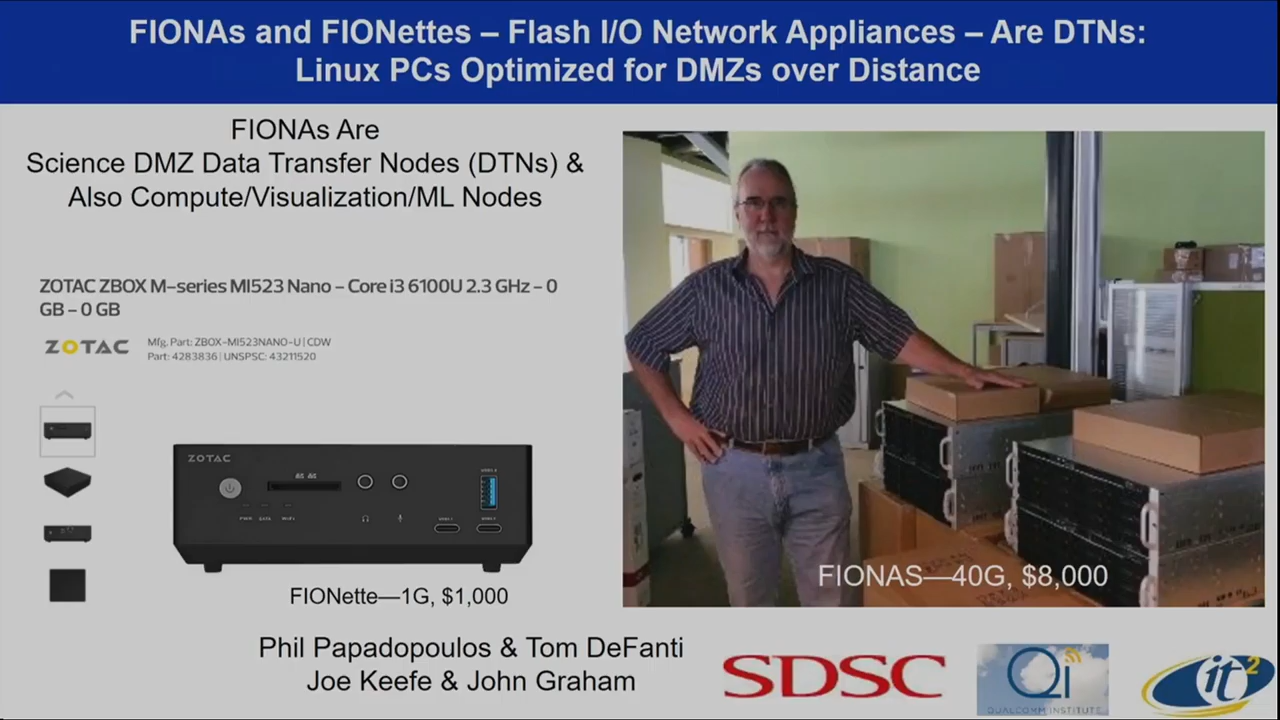 FIONAs and FIONettes – Flash I/O Network Appliances – Are DTNs:
Linux PCs Optimized for DMZs over Distance
FIONAs Are
Science DMZ Data Transfer Nodes (DTNs) &
Also Compute/Visualization/ML Nodes
ZOTAC ZBOX M-series MI523 Nano – Core i3 6100U 2.3 GHz – 0
GB – 0 GB
ZOTAC
Mfg. Part: ZBOX-MI523NANO-U | CDW
Part: 4283836 | UNSPSC: 43211520
ZOTAC
FIONette—1G, $1,000
FIONAS—40G, $8,000
Phil Papadopoulos & Tom DeFanti
Joe Keefe & John Graham
SDSC
Qi
QUALCOMM INSTITUTE
it2